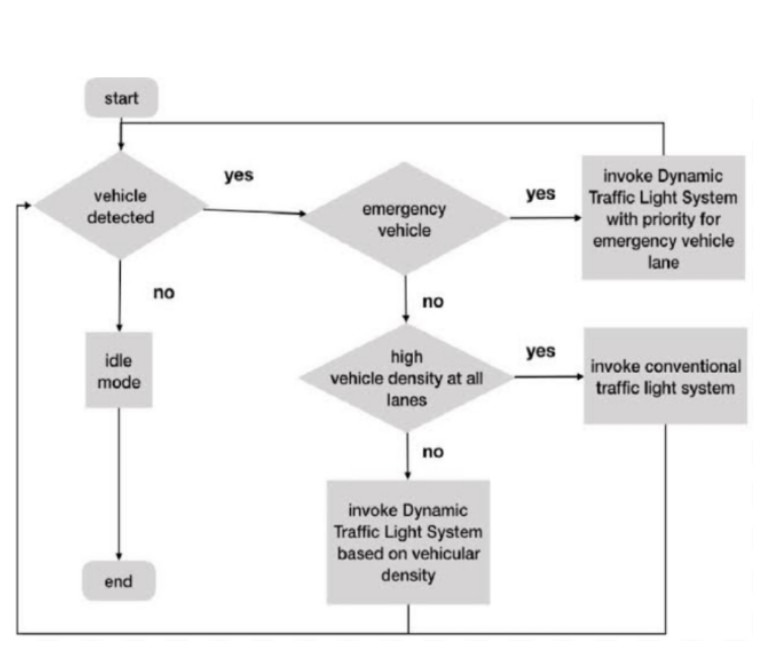 start
vehicle
detected
yes
emergency
vehicle
yes
invoke Dynamic
Traffic Light System
with priority for
emergency vehicle
lane
no
idle
mode
no
high
vehicle density at all
lanes
yes
invoke conventional
traffic light system
no
invoke Dynamic
Traffic Light System
based on vehicular
density
end